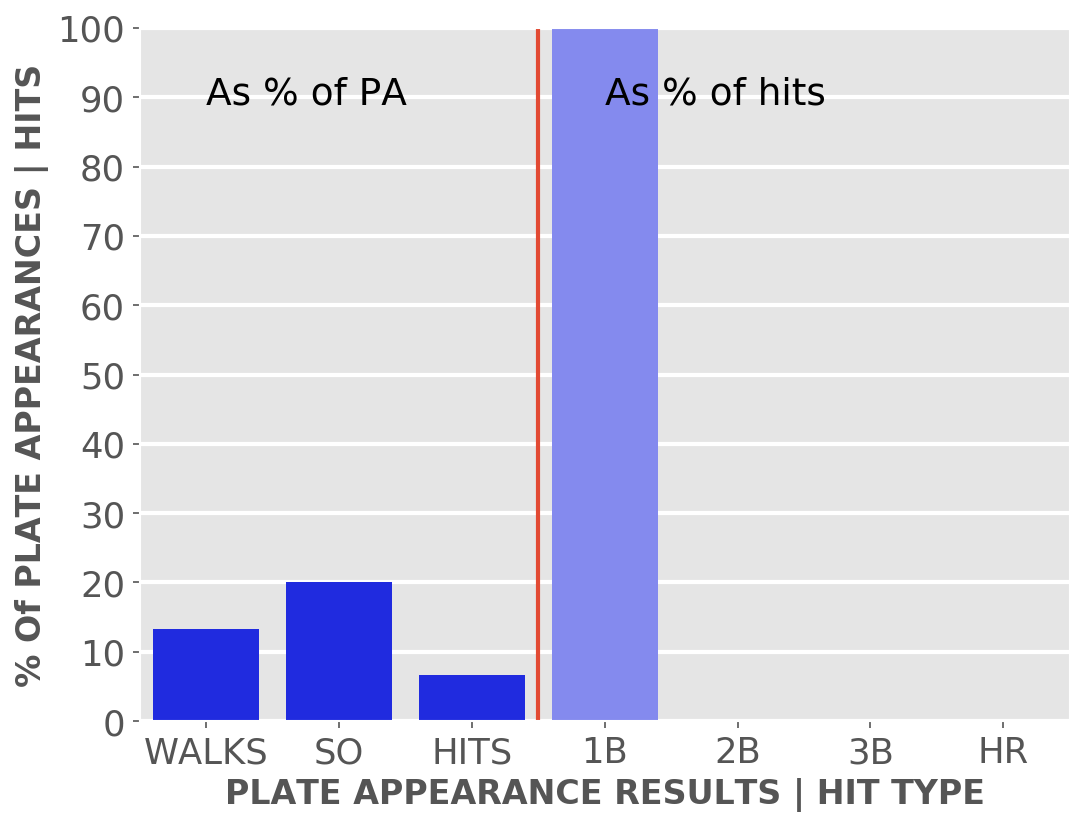 % Of PLATE APPEARANCES | HITS
100
90
80
70
60
50
40
30
20
10
0
As % of PA
As % of hits
WALKS SO HITS 1B 2B 3B HR
PLATE APPEARANCE RESULTS | HIT TYPE